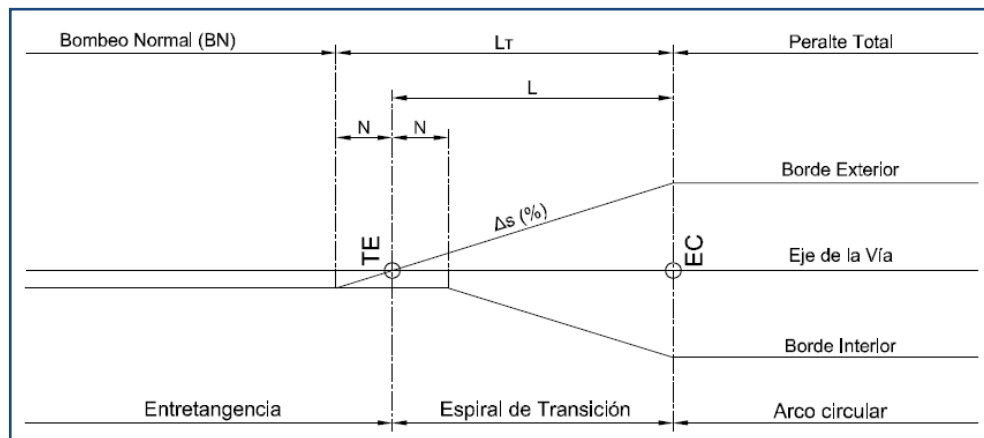 Bombeo Normal (BN)
LT
Peralte Total
L
N
N
Borde Exterior
Δs (%)
TE
EC
Eje de la Vía
Borde Interior
Entretangencia
Espiral de Transición
Arco circular